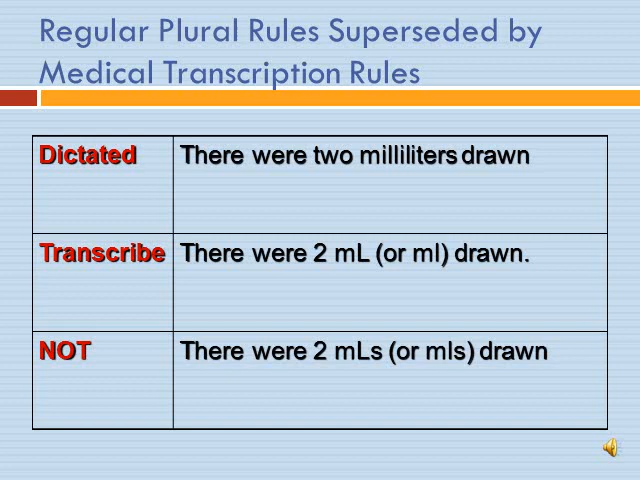 Regular Plural Rules Superseded by
Medical Transcription Rules
Dictated There were two milliliters drawn
Transcribe There were 2 mL (or ml) drawn.
NOT There were 2 mLs (or mls) drawn